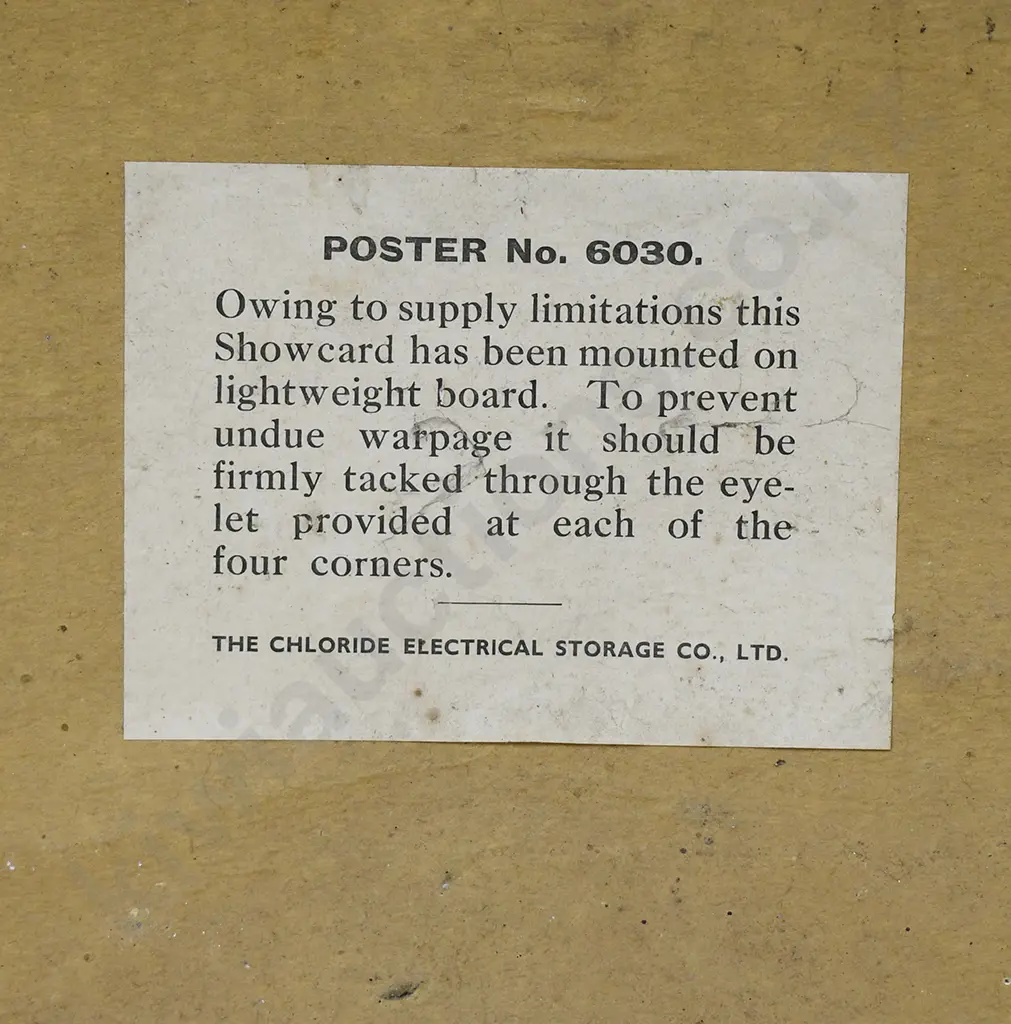 POSTER No. 6030.
Owing to supply limitations this
Showcard has been mounted on
lightweight board. To prevent
undue warpage it should be
firmly tacked through the eye-
let provided at each of the
four corners.
THE CHLORIDE ELECTRICAL STORAGE CO., LTD.